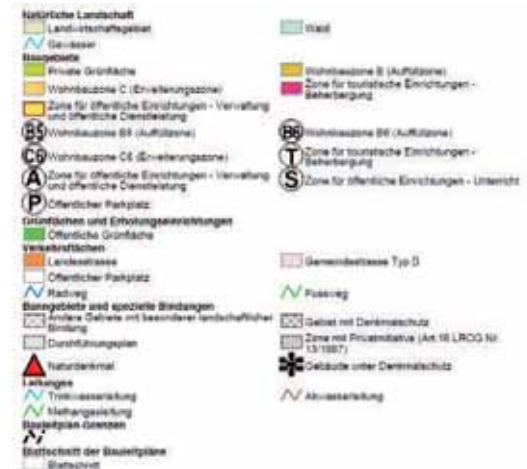 Natürliche Landschaft
Landwirtschaftsgebiet
Wald
Gewässer
Baugebiete
Private Grünfläche
Wohnbauzone B (Auffüllzone)
Wohnbauzone C (Erweiterungszone)
Zone für touristische Einrichtungen -
Beherbergung
Zone für öffentliche Einrichtungen - Verwaltung
und öffentliche Dienstleistung
B5 Wohnbauzone B5 (Auffüllzone)
B6 Wohnbauzone B6 (Auffüllzone)
C6 Wohnbauzone C6 (Erweiterungszone)
T Zone für touristische Einrichtungen -
Beherbergung
A Zone für öffentliche Einrichtungen - Verwaltung
und öffentliche Dienstleistung
S Zone für öffentliche Einrichtungen - Unterricht
P Öffentlicher Parkplatz
Grünflächen und Erholungseinrichtungen
Öffentliche Grünfläche
Verkehrsflächen
Landesstrasse
Gemeindestrasse Typ D
Öffentlicher Parkplatz
Radweg
Fussweg
Banngebiete und spezielle Bindungen
Andere Gebiete mit besonderer landschaftlicher
Bindung
Gebiet mit Denkmalschutz
Durchführungsplan
Zone mit Privatinitiative (Art.16 LROG Nr.
13/1997)
Naturdenkmal
Gebäude unter Denkmalschutz
Leitungen
Trinkwasserleitung
Abwasserleitung
Methangasleitung
Bauleitplan-Grenzen
Blattschnitt der Bauleitpläne
Blattschnitt